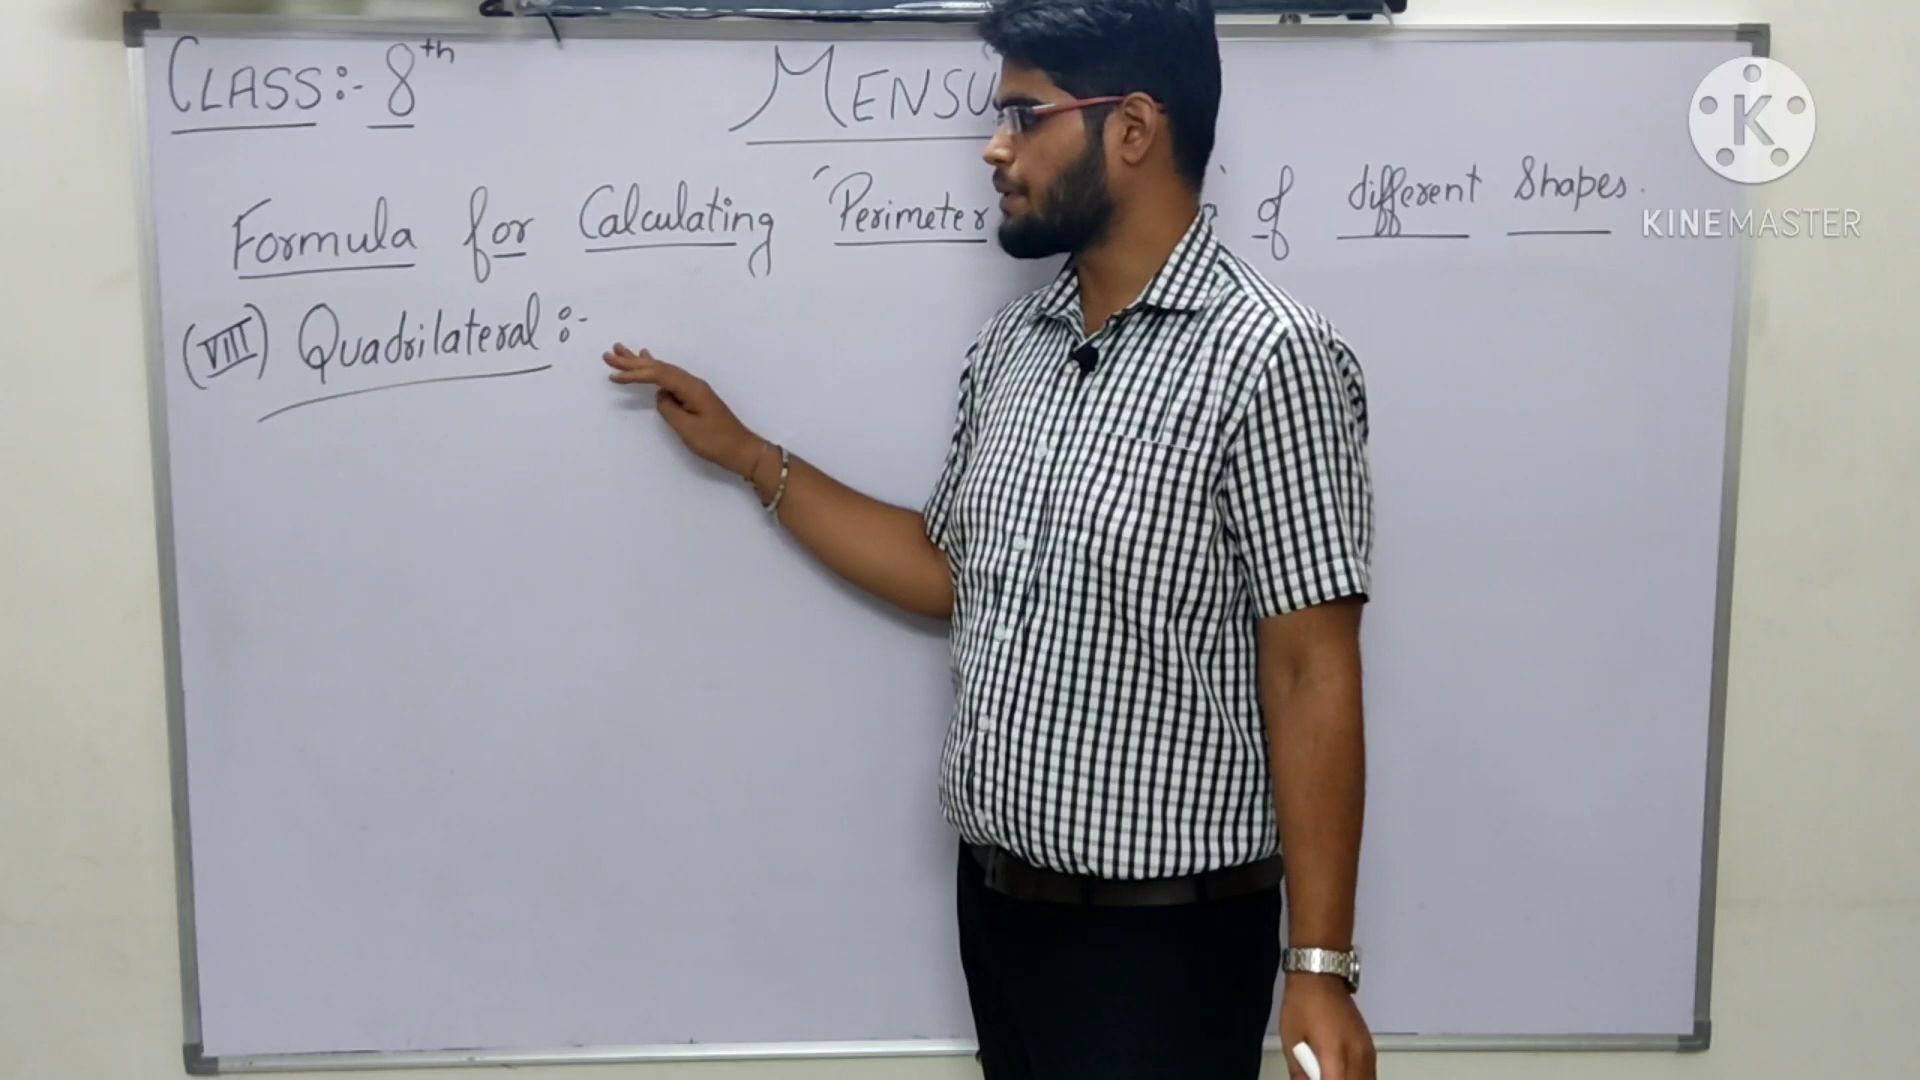 CLASS:- 8th
MENSU
Formula for Calculating 'Perimeter ' of different Shapes.
(VIII) Quadrilateral :-
K
KINEMASTER